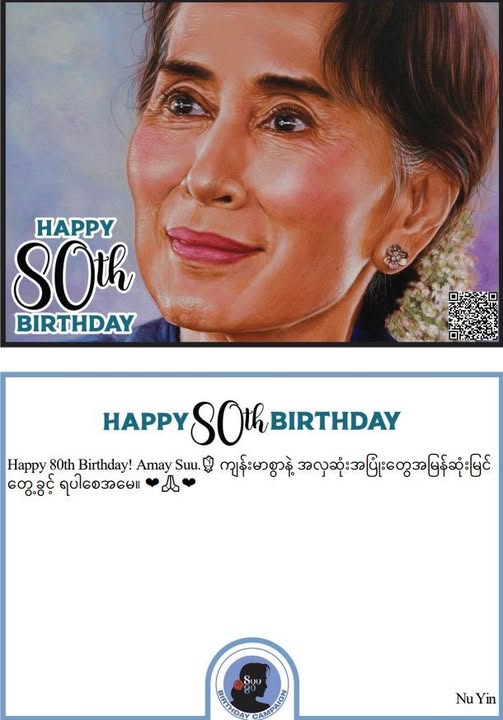 HAPPY
80th
BIRTHDAY
HAPPY 80th BIRTHDAY
Happy 80th Birthday! Amay Suu.🌹 ကျန်းမာစွာနဲ့ အလှဆုံးအပြုံးတွေအမြန်ဆုံးမြင်
တွေ့ခွင့် ရပါစေအမေ။ ❤🙏❤
Suu
80
BIRTHDAY CAMPAIGN
Nu Yin